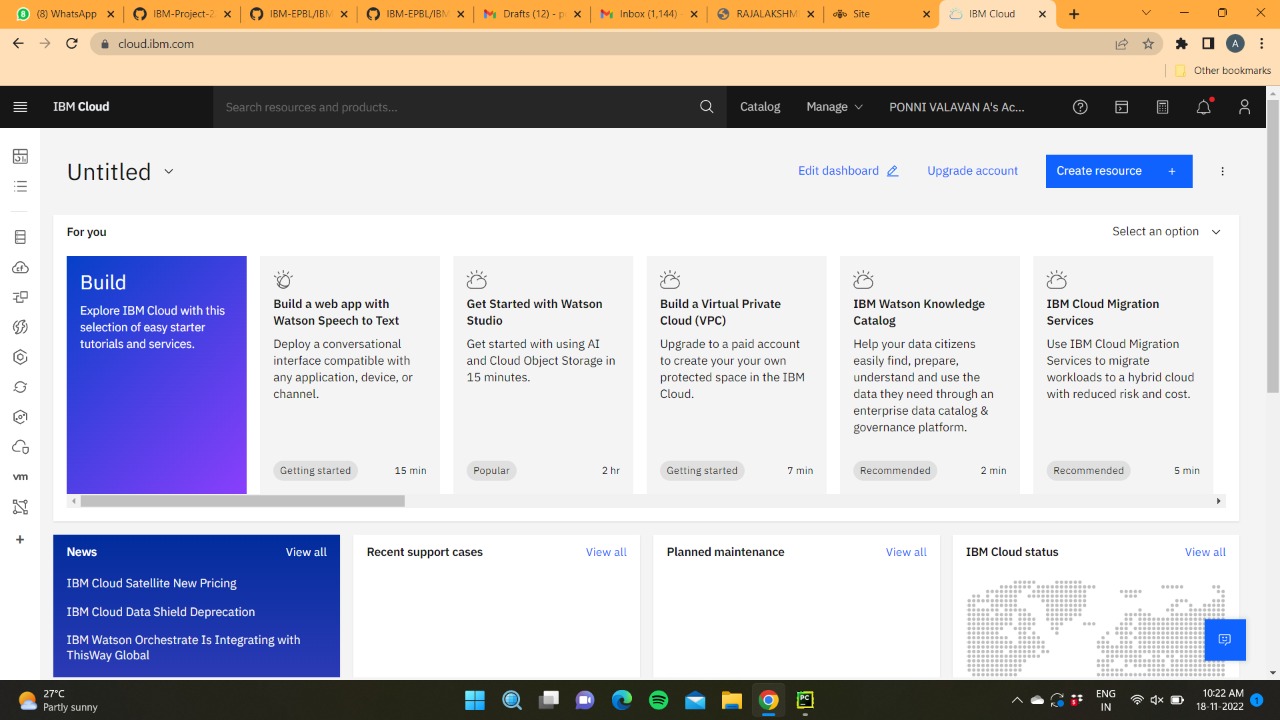 (8) WhatsApp
IBM-Project-2
IBM-EPBL/IBM
IBM-EPBL/IBM
Drafts (12) - p
Inbox (1,144) -
RAJALAKSHM
Site
IBM Cloud
cloud.ibm.com
A
Other bookmarks
IBM Cloud
Search resources and products...
Catalog
Manage
PONNI VALAVAN A's Ac...
Untitled
Edit dashboard
Upgrade account
Create resource +
For you
Select an option
Build
Explore IBM Cloud with this
selection of easy starter
tutorials and services.
Build a web app with
Watson Speech to Text
Deploy a conversational
interface compatible with
any application, device, or
channel.
Getting started 15 min
Get Started with Watson
Studio
Get started with using AI
and Cloud Object Storage in
15 minutes.
Popular 2 hr
Build a Virtual Private
Cloud (VPC)
Upgrade to a paid account
to create your your own
protected space in the IBM
Cloud.
Getting started 7 min
IBM Watson Knowledge
Catalog
Help your data citizens
easily find, prepare,
understand and use the
data they need through an
enterprise data catalog &
governance platform.
Recommended 2 min
IBM Cloud Migration
Services
Use IBM Cloud Migration
Services to migrate
workloads to a hybrid cloud
with reduced risk and cost.
Recommended 5 min
vm
News View all
IBM Cloud Satellite New Pricing
IBM Cloud Data Shield Deprecation
IBM Watson Orchestrate Is Integrating with
ThisWay Global
Recent support cases View all
Planned maintenance View all
IBM Cloud status View all
27°C
Partly sunny
PC
ENG
IN
10:22 AM
18-11-2022
1